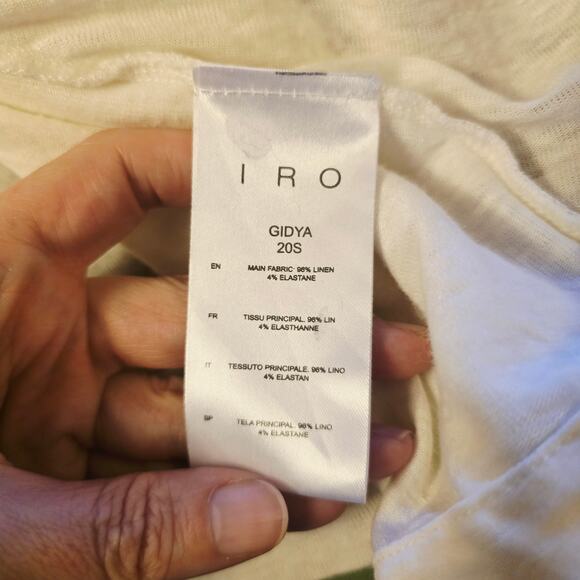 IRO
GIDYA
20S
EN MAIN FABRIC: 96% LINEN
4% ELASTANE
FR TISSU PRINCIPAL. 96% LIN
4% ELASTHANNE
IT TESSUTO PRINCIPALE. 96% LINO
4% ELASTAN
SP TELA PRINCIPAL. 96% LINO
4% ELASTANE